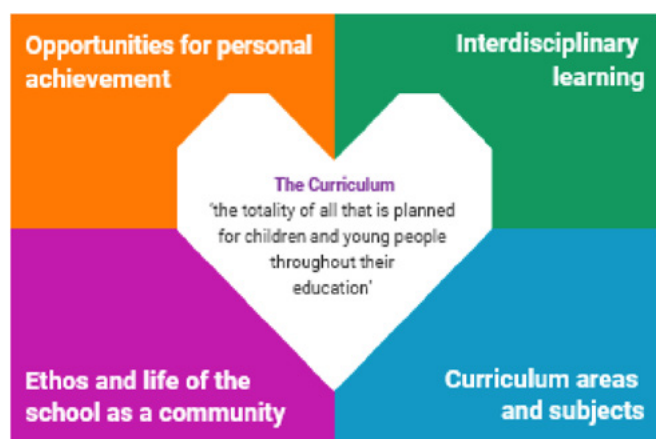 Opportunities for personal
achievement
Interdisciplinary
learning
The Curriculum
'the totality of all that is planned
for children and young people
throughout their
education'
Ethos and life of the
school as a community
Curriculum areas
and subjects